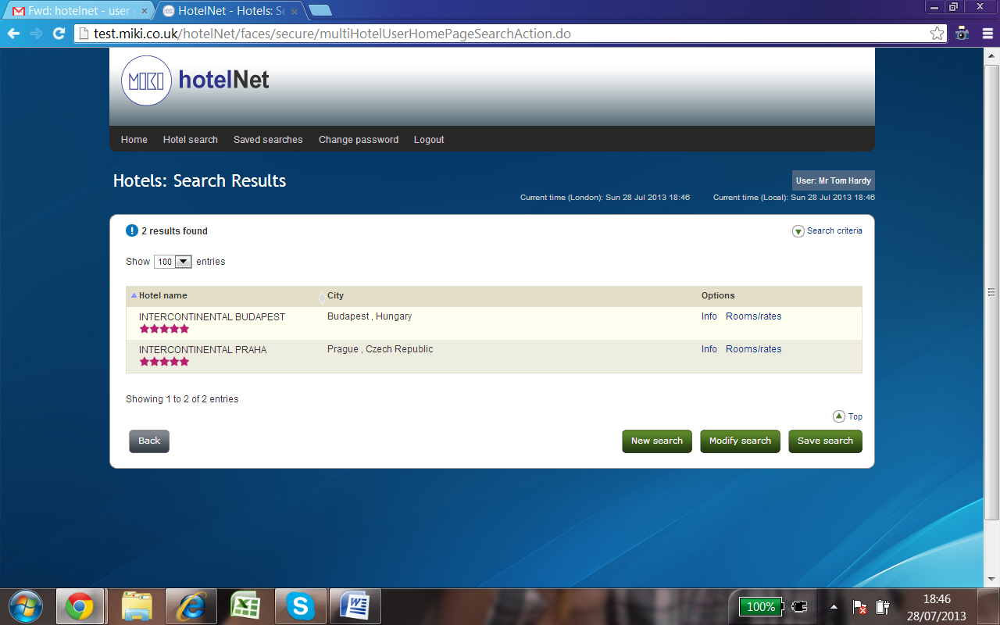 Fwd: hotelnet - user
HotelNet - Hotels: Se
test.miki.co.uk/hotelNet/faces/secure/multiHotelUserHomePageSearchAction.do
MIKI hotelNet
Home Hotel search Saved searches Change password Logout
Hotels: Search Results
User: Mr Tom Hardy
Current time (London): Sun 28 Jul 2013 18:46 Current time (Local): Sun 28 Jul 2013 18:46
2 results found
Search criteria
Show 100 entries
Hotel name City Options
INTERCONTINENTAL BUDAPEST Budapest , Hungary Info Rooms/rates
INTERCONTINENTAL PRAHA Prague , Czech Republic Info Rooms/rates
Showing 1 to 2 of 2 entries
Top
Back New search Modify search Save search
100%
18:46
28/07/2013